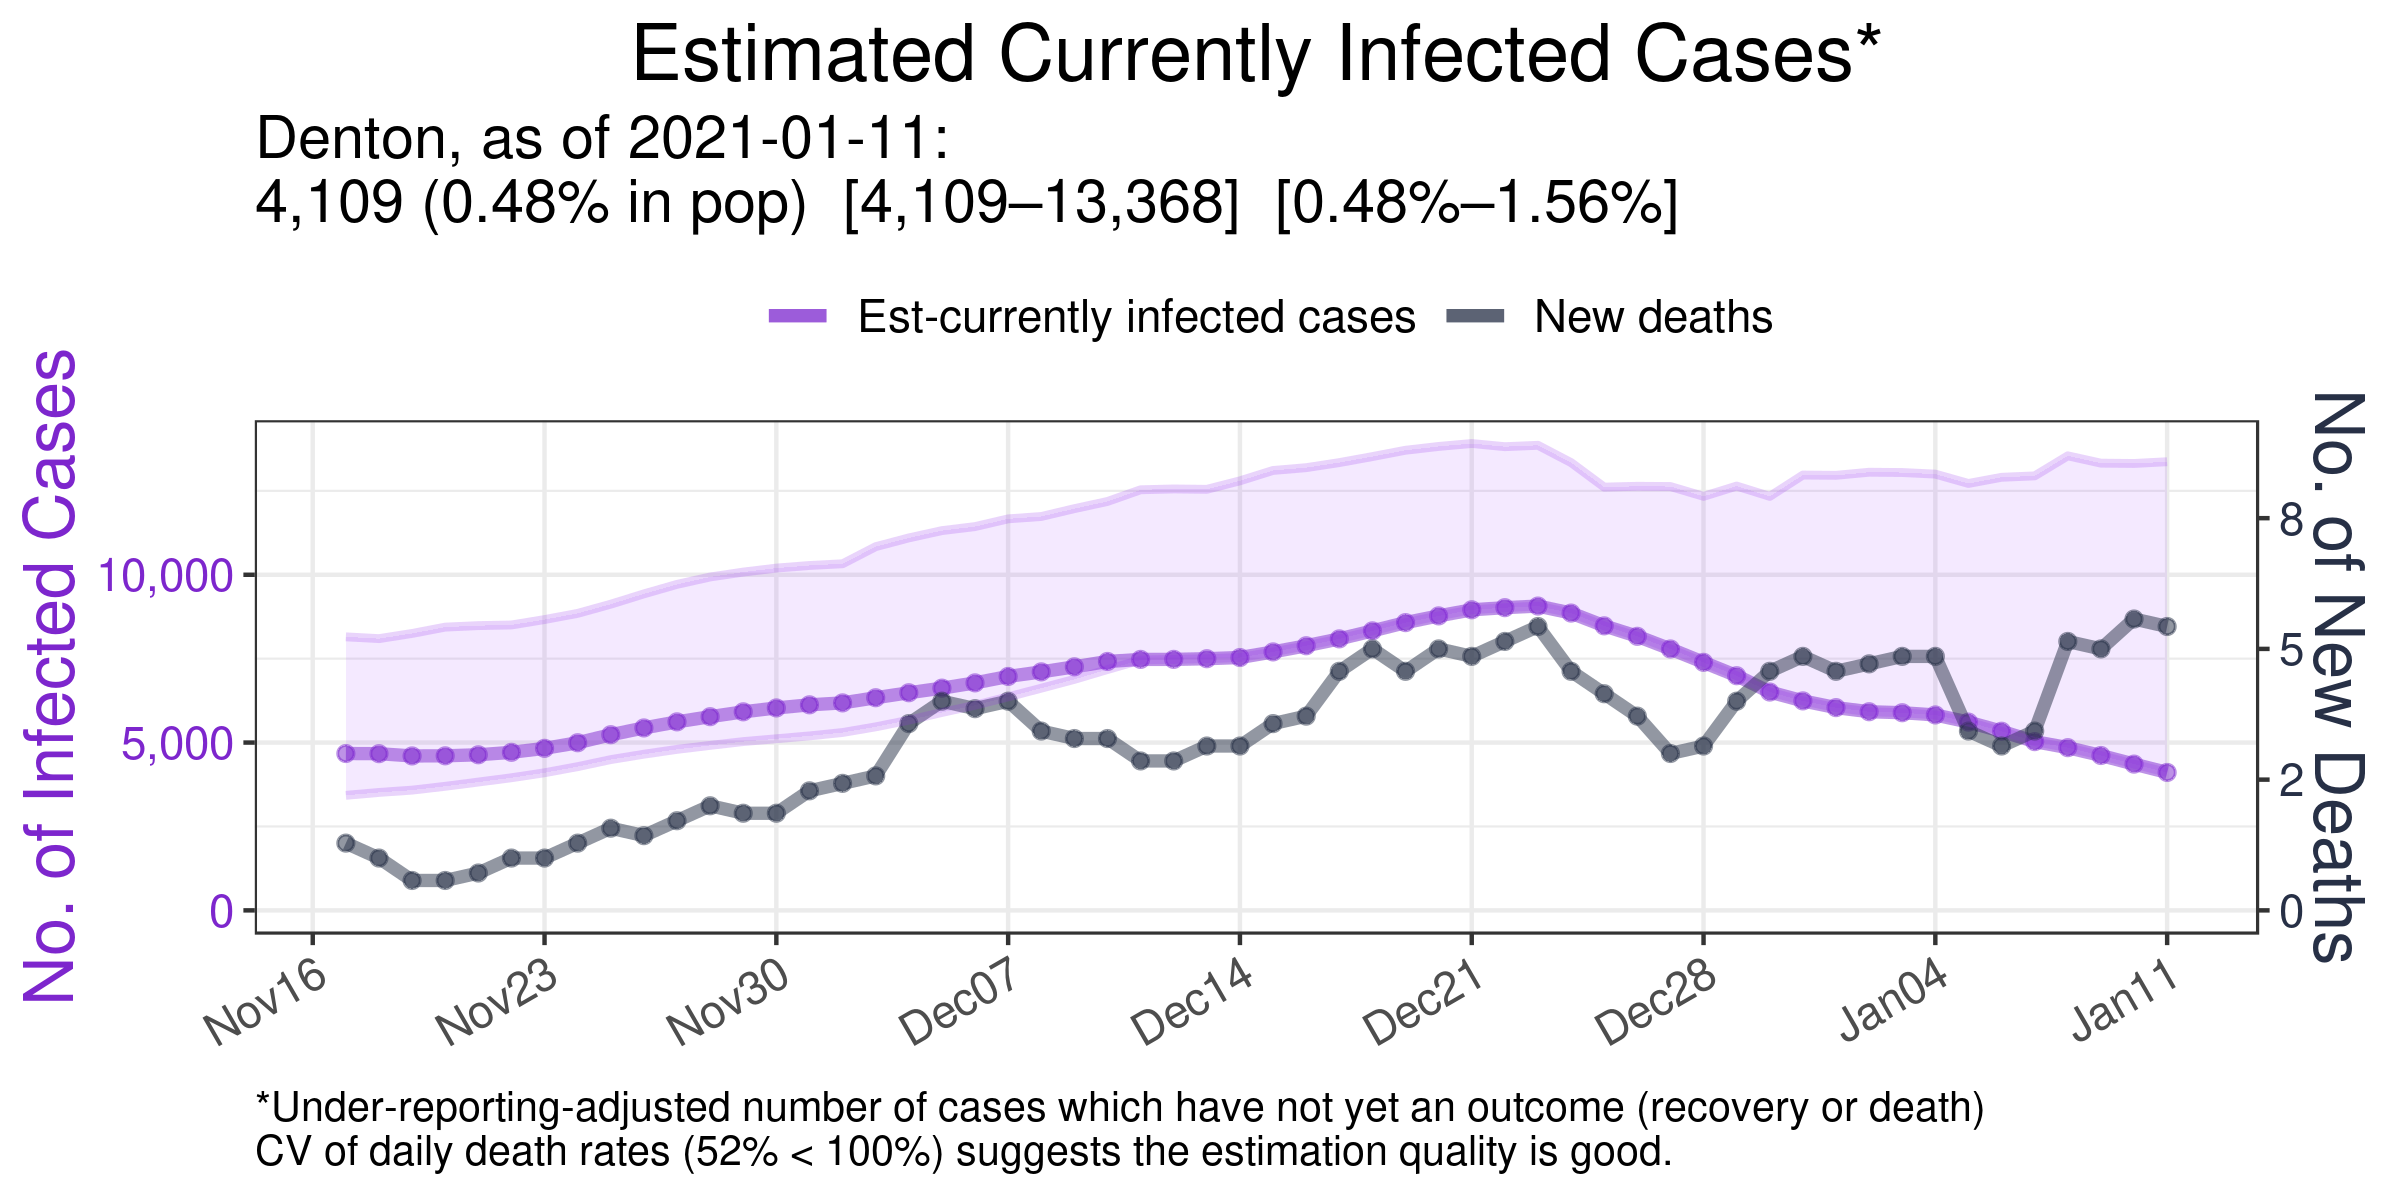 Estimated Currently Infected Cases*
Denton, as of 2021-01-11:
4,109 (0.48% in pop)  [4,109–13,368]  [0.48%–1.56%]
Est-currently infected cases
New deaths
No. of Infected Cases
10,000
5,000
0
8
5
2
0
No. of New Deaths
Nov16
Nov23
Nov30
Dec07
Dec14
Dec21
Dec28
Jan04
Jan11
*Under-reporting-adjusted number of cases which have not yet an outcome (recovery or death)
CV of daily death rates (52% < 100%) suggests the estimation quality is good.